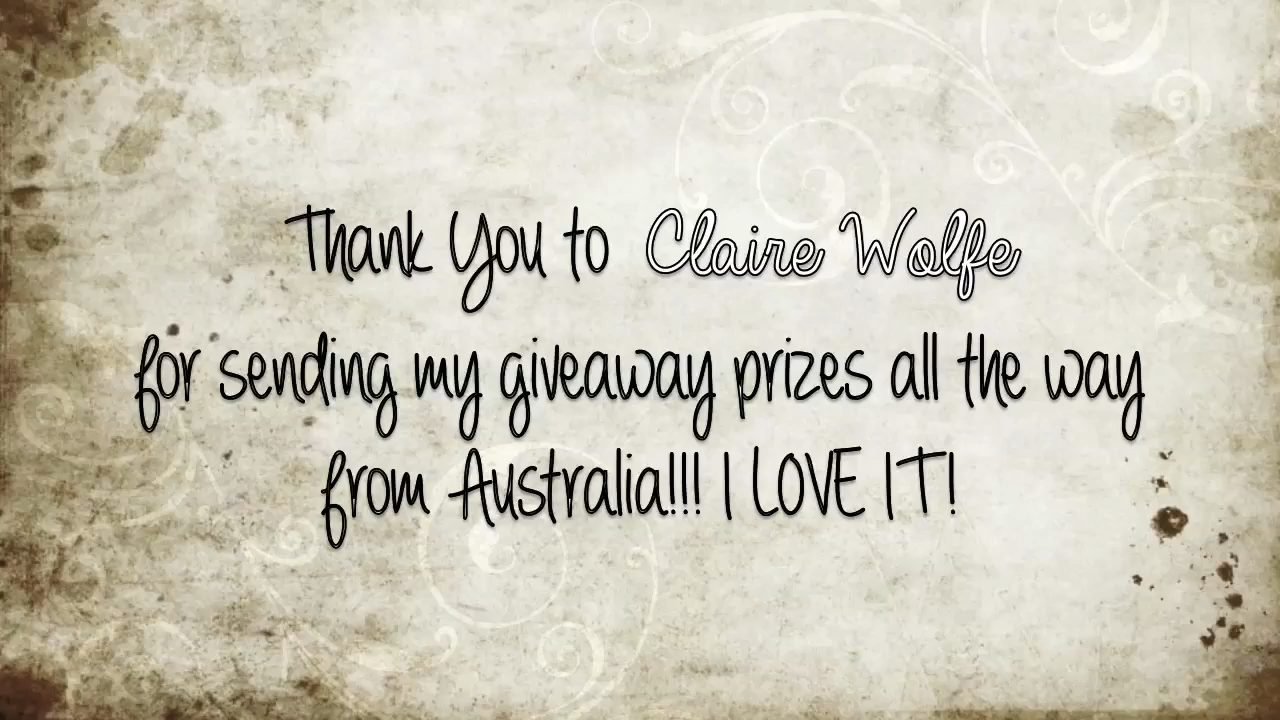 Thank You to Claire Wolfe
for sending my giveaway prizes all the way
from Australia!!! I LOVE IT!